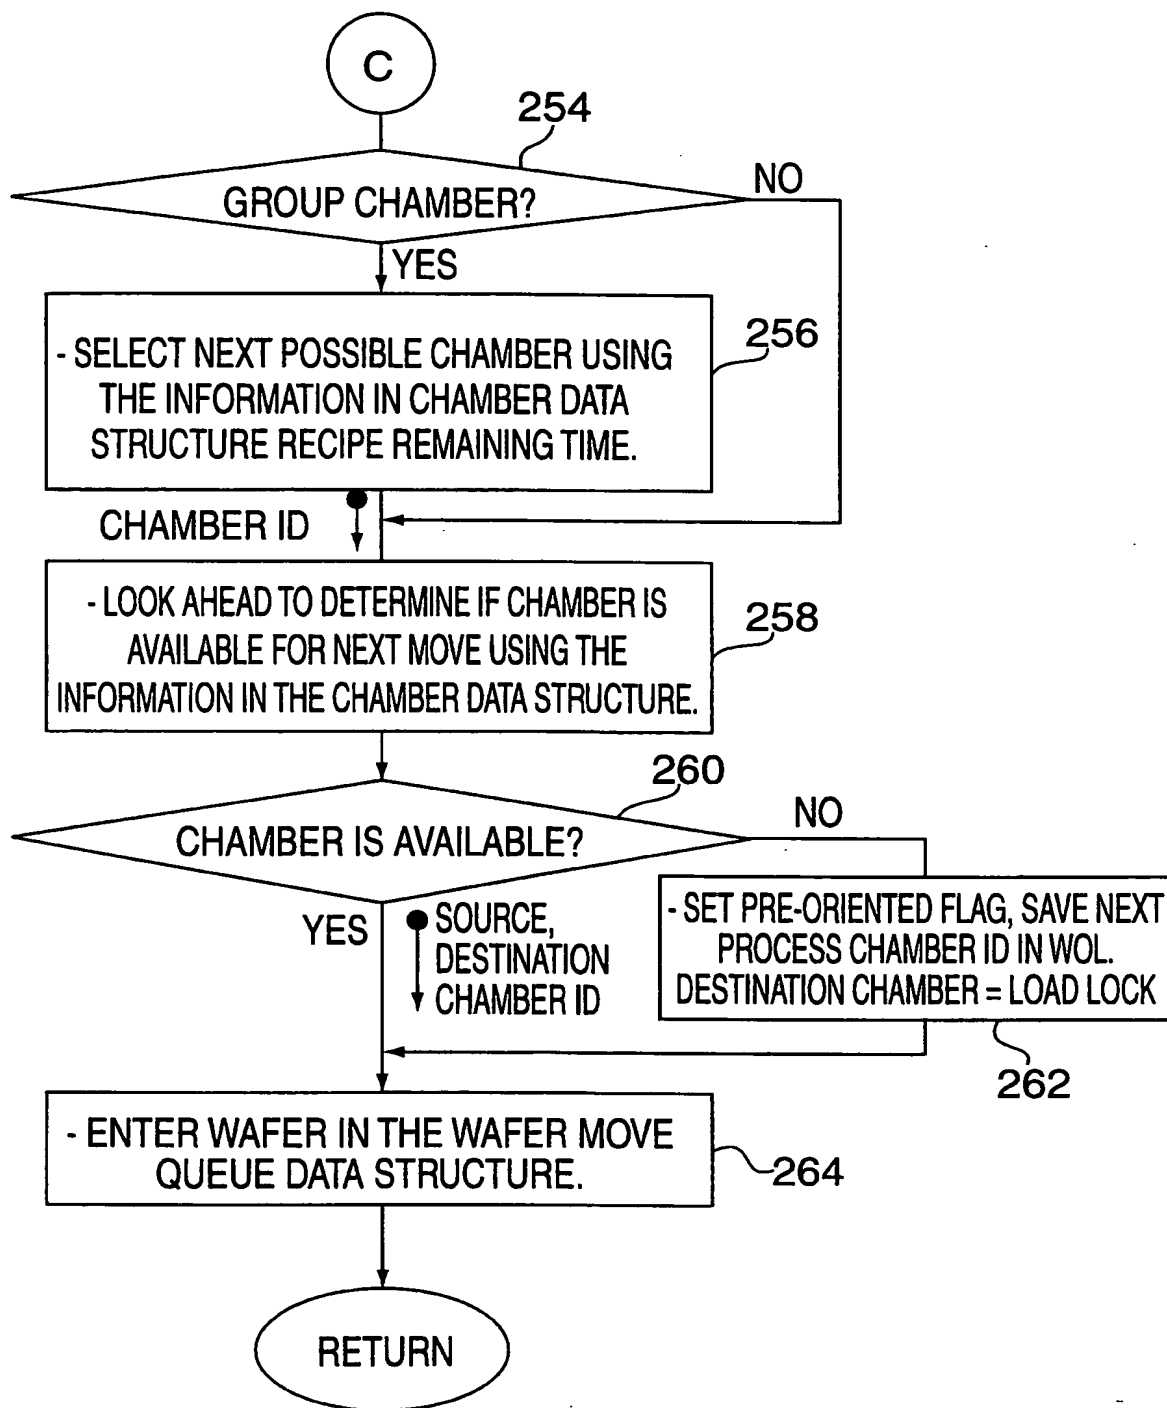 C
254
GROUP CHAMBER?
NO
YES
- SELECT NEXT POSSIBLE CHAMBER USING
THE INFORMATION IN CHAMBER DATA
STRUCTURE RECIPE REMAINING TIME.
256
CHAMBER ID
- LOOK AHEAD TO DETERMINE IF CHAMBER IS
AVAILABLE FOR NEXT MOVE USING THE
INFORMATION IN THE CHAMBER DATA STRUCTURE.
258
260
CHAMBER IS AVAILABLE?
NO
YES
SOURCE,
DESTINATION
CHAMBER ID
- SET PRE-ORIENTED FLAG, SAVE NEXT
PROCESS CHAMBER ID IN WOL.
DESTINATION CHAMBER = LOAD LOCK
262
- ENTER WAFER IN THE WAFER MOVE
QUEUE DATA STRUCTURE.
264
RETURN